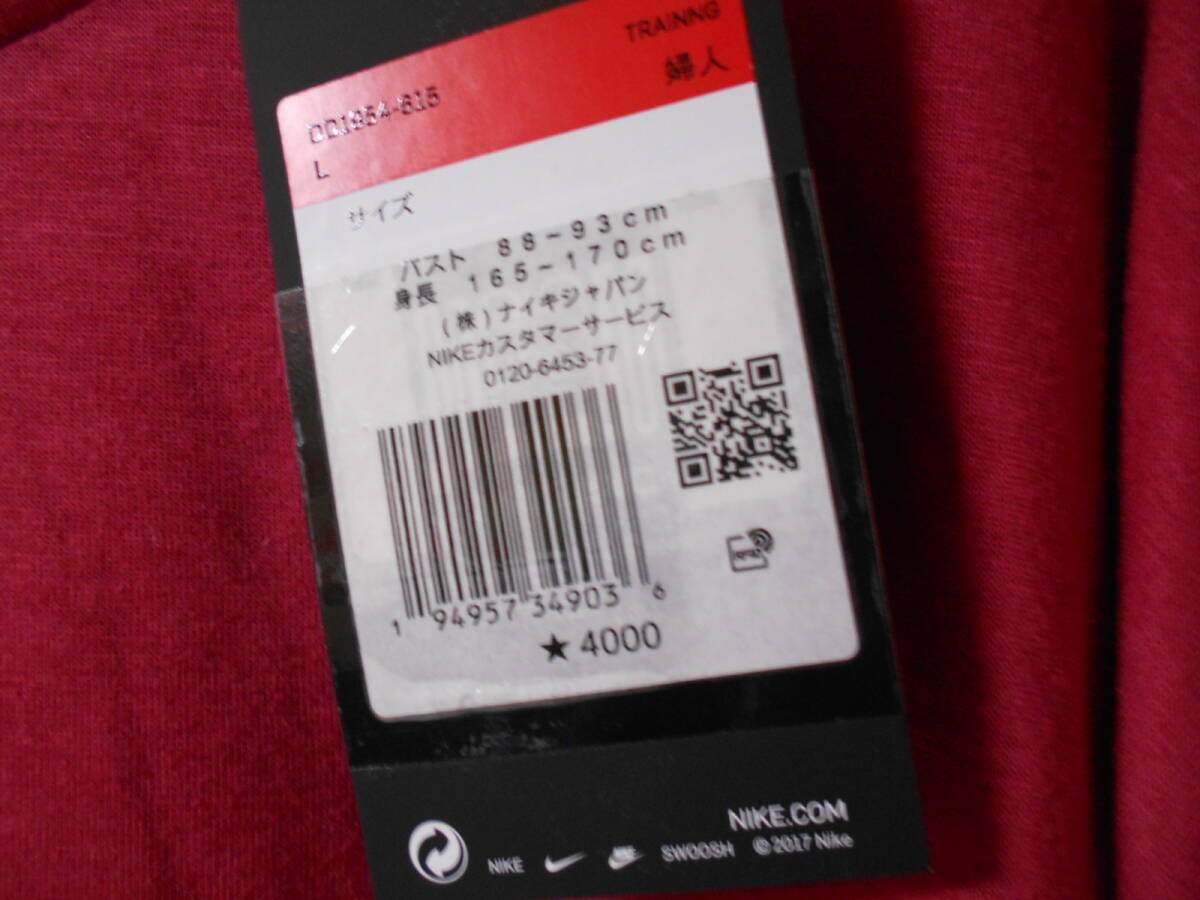 TRAINNG
婦人
DD1954-615
L
サイズ
バスト 88-93cm
身長 165-170cm
(株)ナイキジャパン
NIKEカスタマーサービス
0120-6453-77
1 94957 34903 6
★4000
NIKE.COM
NIKE SWOOSH ©2017 Nike